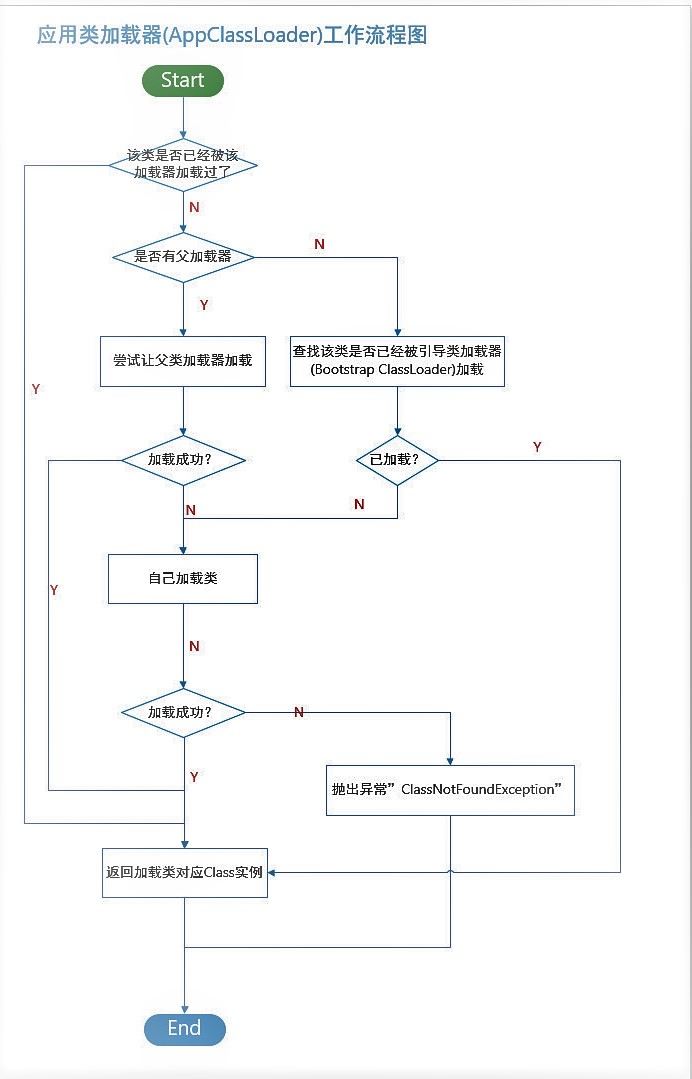 应用类加载器(AppClassLoader)工作流程图
Start
该类是否已经被该
加载器加载过了
N
是否有父加载器
N
Y
尝试让父类加载器加载
查找该类是否已经被引导类加载器
(Bootstrap ClassLoader)加载
Y
加载成功?
已加载?
Y
N
N
自己加载类
Y
N
加载成功?
N
Y
抛出异常”ClassNotFoundException”
返回加载类对应Class实例
End